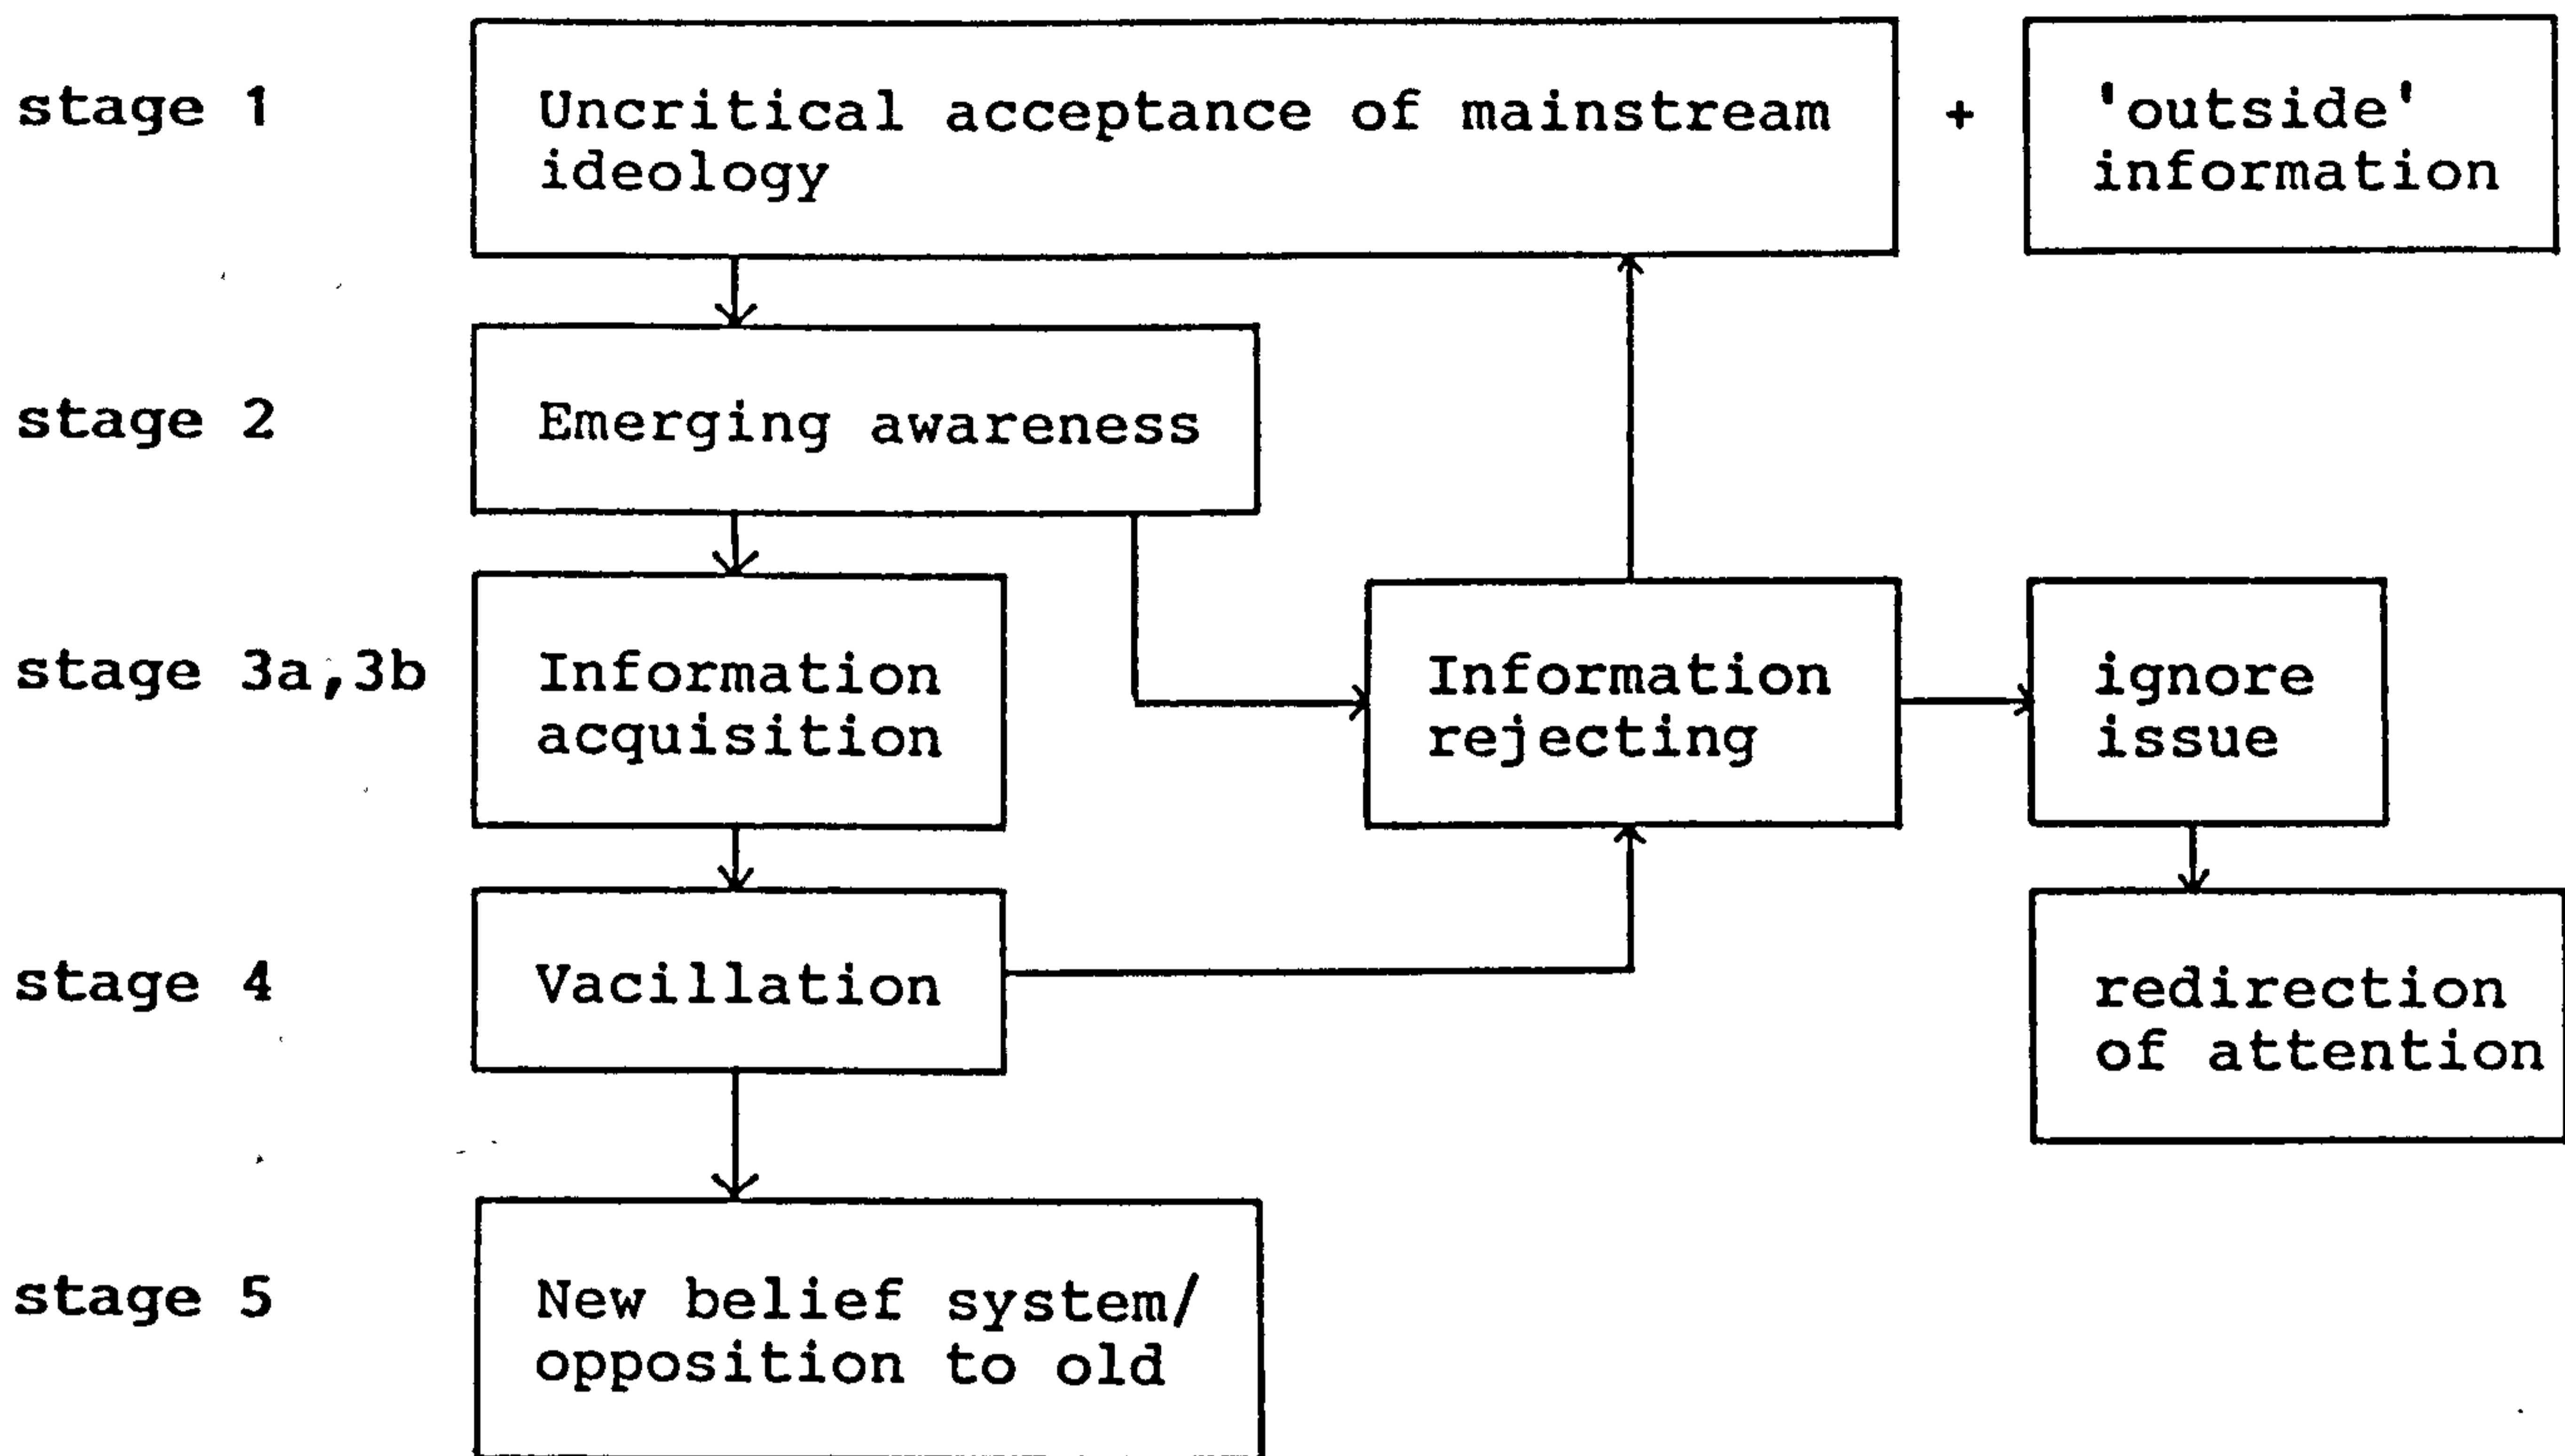 stage 1
Uncritical acceptance of mainstream
ideology
+
'outside'
information
stage 2
Emerging awareness
stage 3a,3b
Information
acquisition
Information
rejecting
ignore
issue
stage 4
Vacillation
redirection
of attention
stage 5
New belief system/
opposition to old